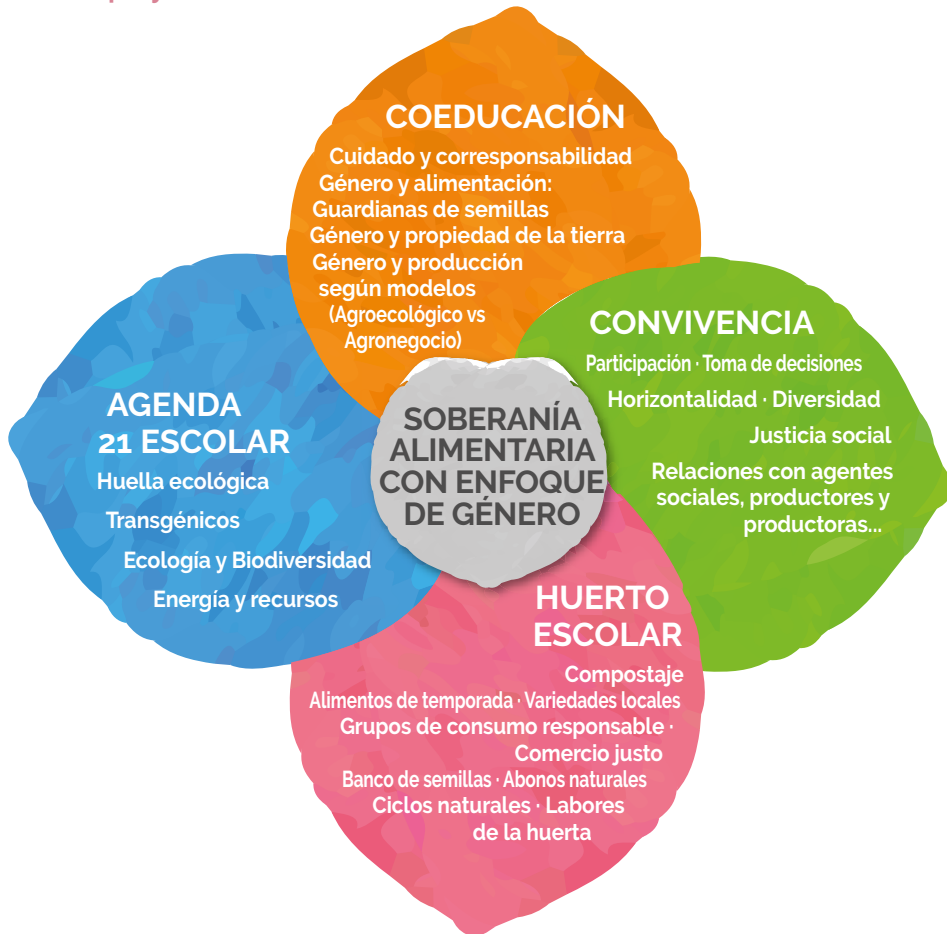 COEDUCACIÓN
Cuidado y corresponsabilidad
Género y alimentación:
Guardianas de semillas
Género y propiedad de la tierra
Género y producción
según modelos
(Agroecológico vs
Agronegocio)
CONVIVENCIA
Participación · Toma de decisiones
Horizontalidad · Diversidad
Justicia social
Relaciones con agentes
sociales, productores y
productoras...
AGENDA
21 ESCOLAR
Huella ecológica
Transgénicos
Ecología y Biodiversidad
Energía y recursos
SOBERANÍA
ALIMENTARIA
CON ENFOQUE
DE GÉNERO
HUERTO
ESCOLAR
Compostaje
Alimentos de temporada · Variedades locales
Grupos de consumo responsable ·
Comercio justo
Banco de semillas · Abonos naturales
Ciclos naturales · Labores
de la huerta